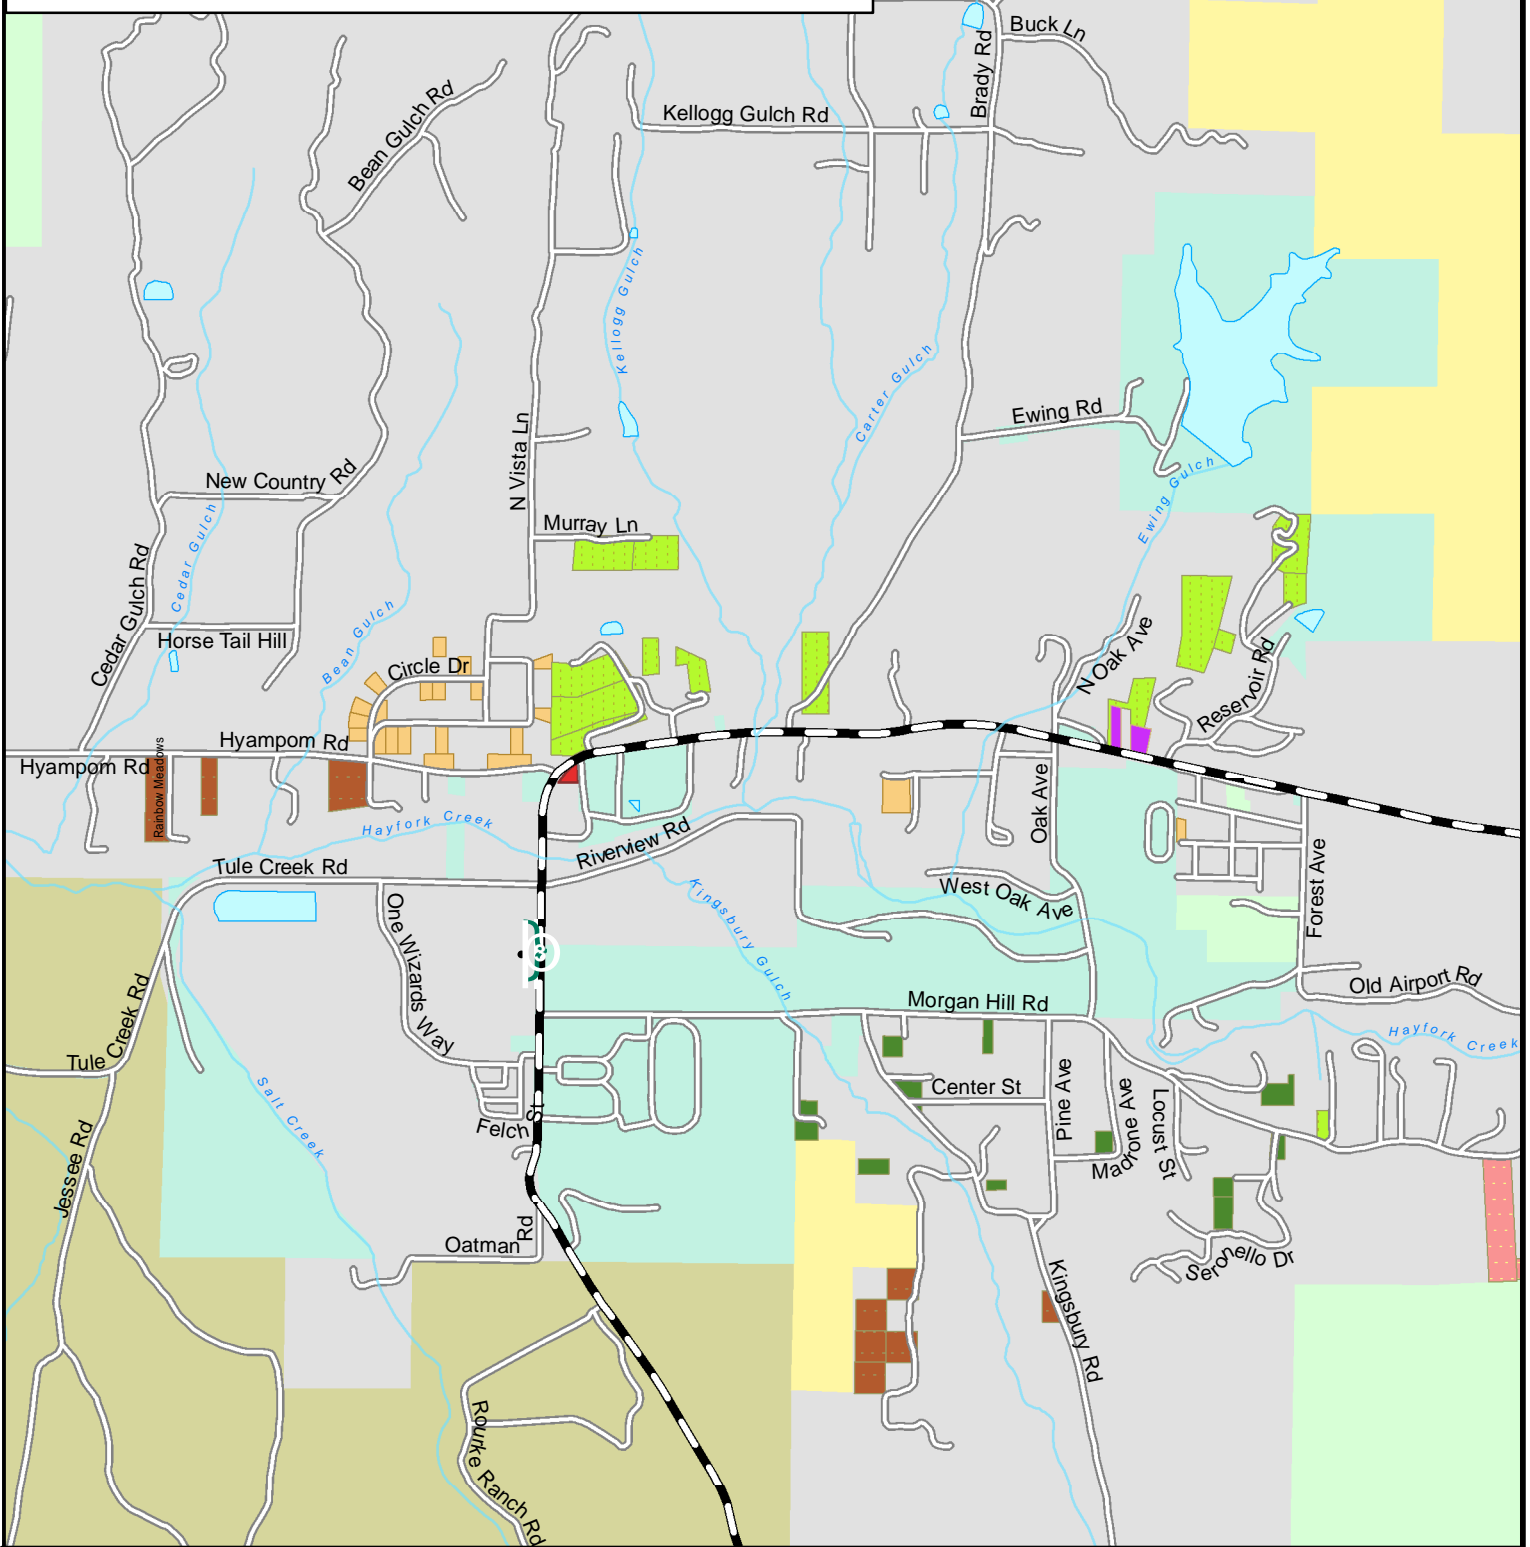 Buck Ln
Brady Rd
Kellogg Gulch Rd
Bean Gulch Rd
Kellogg Gulch
Carter Gulch
Ewing Rd
N Vista Ln
New Country Rd
Ewing Gulch
Cedar Gulch
Murray Ln
Cedar Gulch Rd
Bean Gulch
Horse Tail Hill
N Oak Ave
Circle Dr
Reservoir Rd
Hyampom Rd
Hyampom Rd
Rainbow Meadows
Oak Ave
Hayfork Creek
Riverview Rd
Tule Creek Rd
Forest Ave
West Oak Ave
One Wizards Way
Kingsbury Gulch
Old Airport Rd
Morgan Hill Rd
Tule Creek Rd
Hayfork Creek
Center St
Pine Ave
Madrone Ave
Locust St
Salt Creek
Felch St
Jessee Rd
Oatman Rd
Seronello Dr
Kingsbury Rd
Rourke Ranch Rd